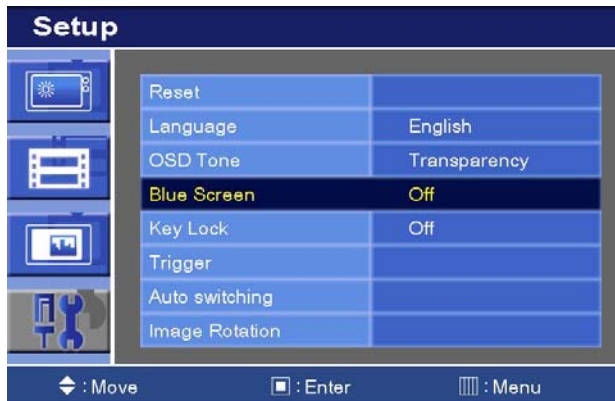 Setup
Reset
Language English
OSD Tone Transparency
Blue Screen Off
Key Lock Off
Trigger
Auto switching
Image Rotation
: Move : Enter : Menu